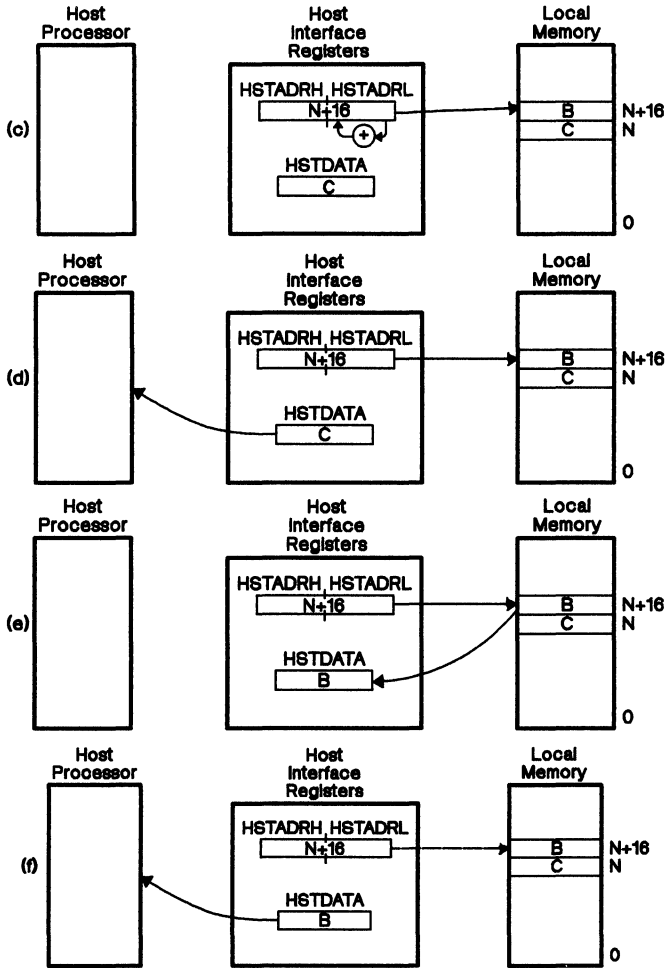 Host
Processor
Host
Interface
Registers
Local
Memory
(c)
HSTADRH HSTADRL
N+16
+
HSTDATA
C
B
N+16
C
N
0
Host
Processor
Host
Interface
Registers
Local
Memory
(d)
HSTADRH HSTADRL
N+16
HSTDATA
C
B
N+16
C
N
0
Host
Processor
Host
Interface
Registers
Local
Memory
(e)
HSTADRH HSTADRL
N+16
HSTDATA
B
B
N+16
C
N
0
Host
Processor
Host
Interface
Registers
Local
Memory
(f)
HSTADRH HSTADRL
N+16
HSTDATA
B
B
N+16
C
N
0